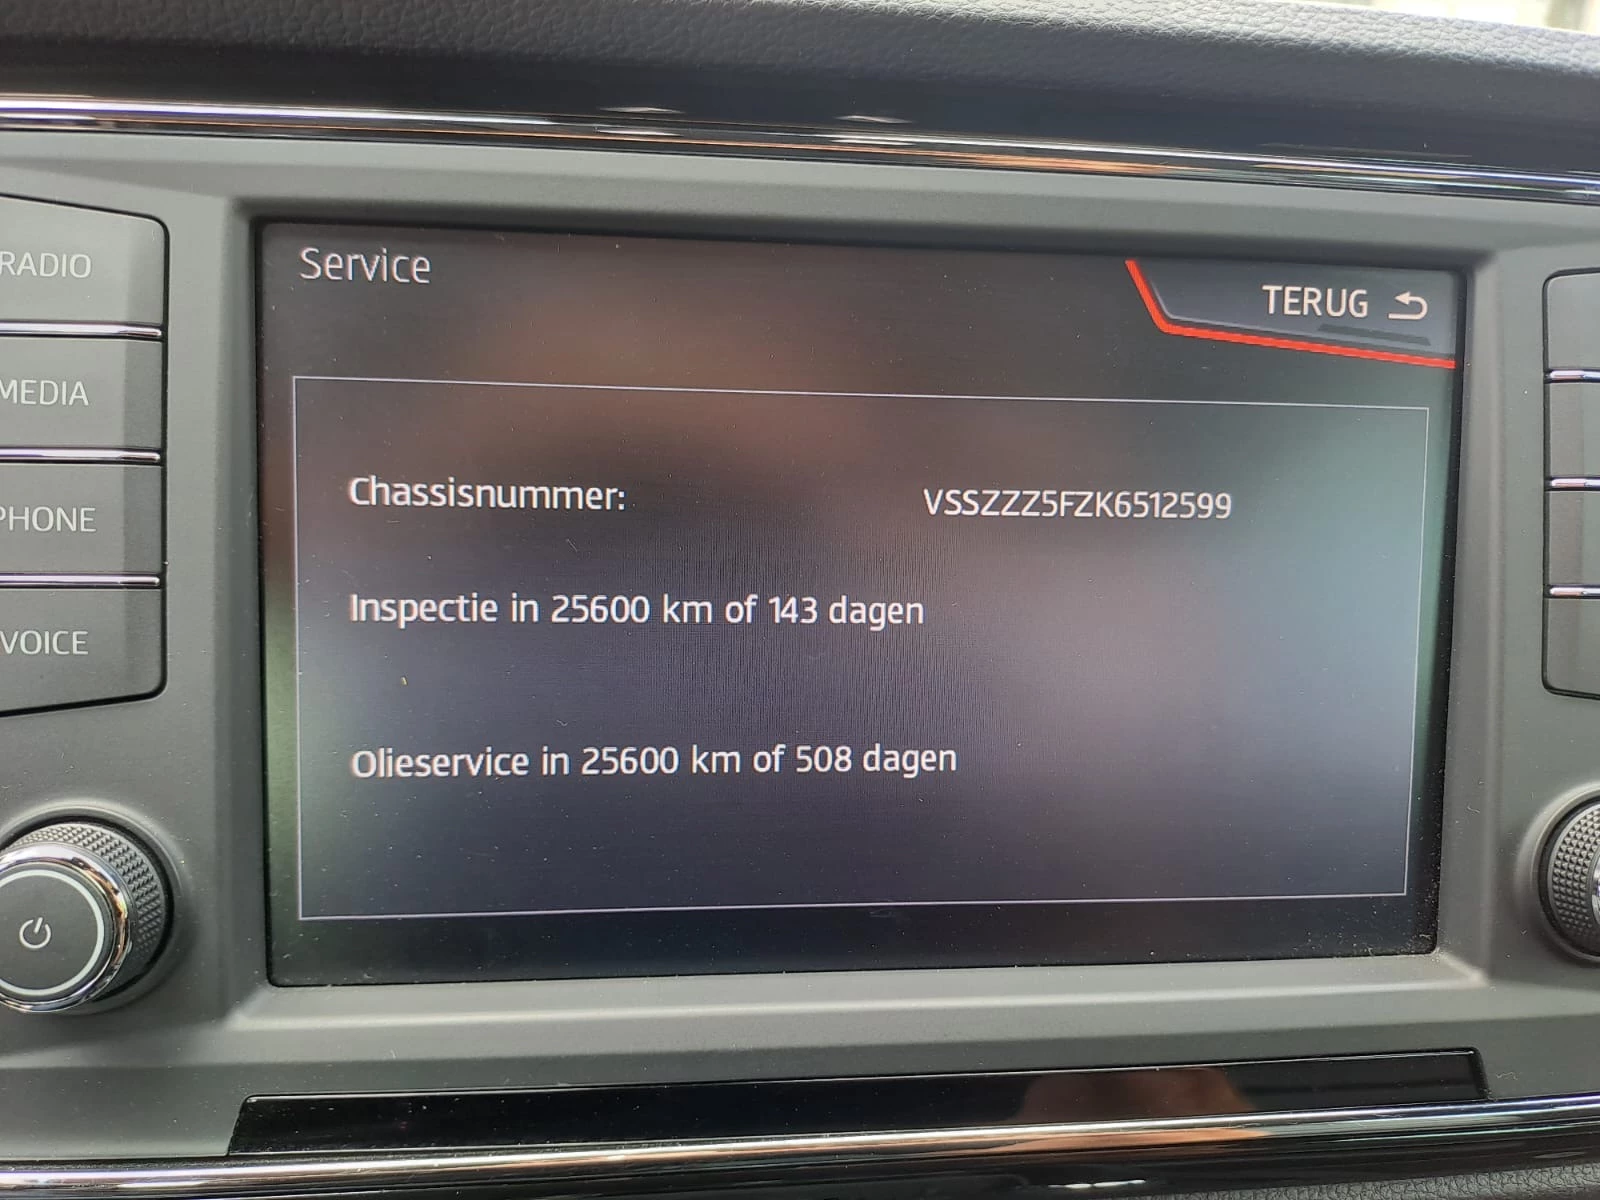 Service
TERUG
RADIO
MEDIA
PHONE
VOICE
Chassisnummer: VSSZZZ5FZK6512599
Inspectie in 25600 km of 143 dagen
Olieservice in 25600 km of 508 dagen